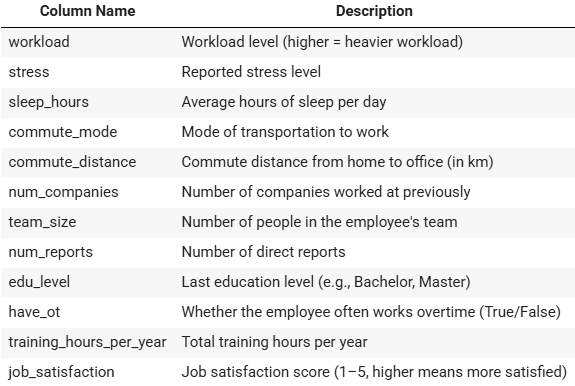 Column Name Description
workload Workload level (higher = heavier workload)
stress Reported stress level
sleep_hours Average hours of sleep per day
commute_mode Mode of transportation to work
commute_distance Commute distance from home to office (in km)
num_companies Number of companies worked at previously
team_size Number of people in the employee's team
num_reports Number of direct reports
edu_level Last education level (e.g., Bachelor, Master)
have_ot Whether the employee often works overtime (True/False)
training_hours_per_year Total training hours per year
job_satisfaction Job satisfaction score (1–5, higher means more satisfied)